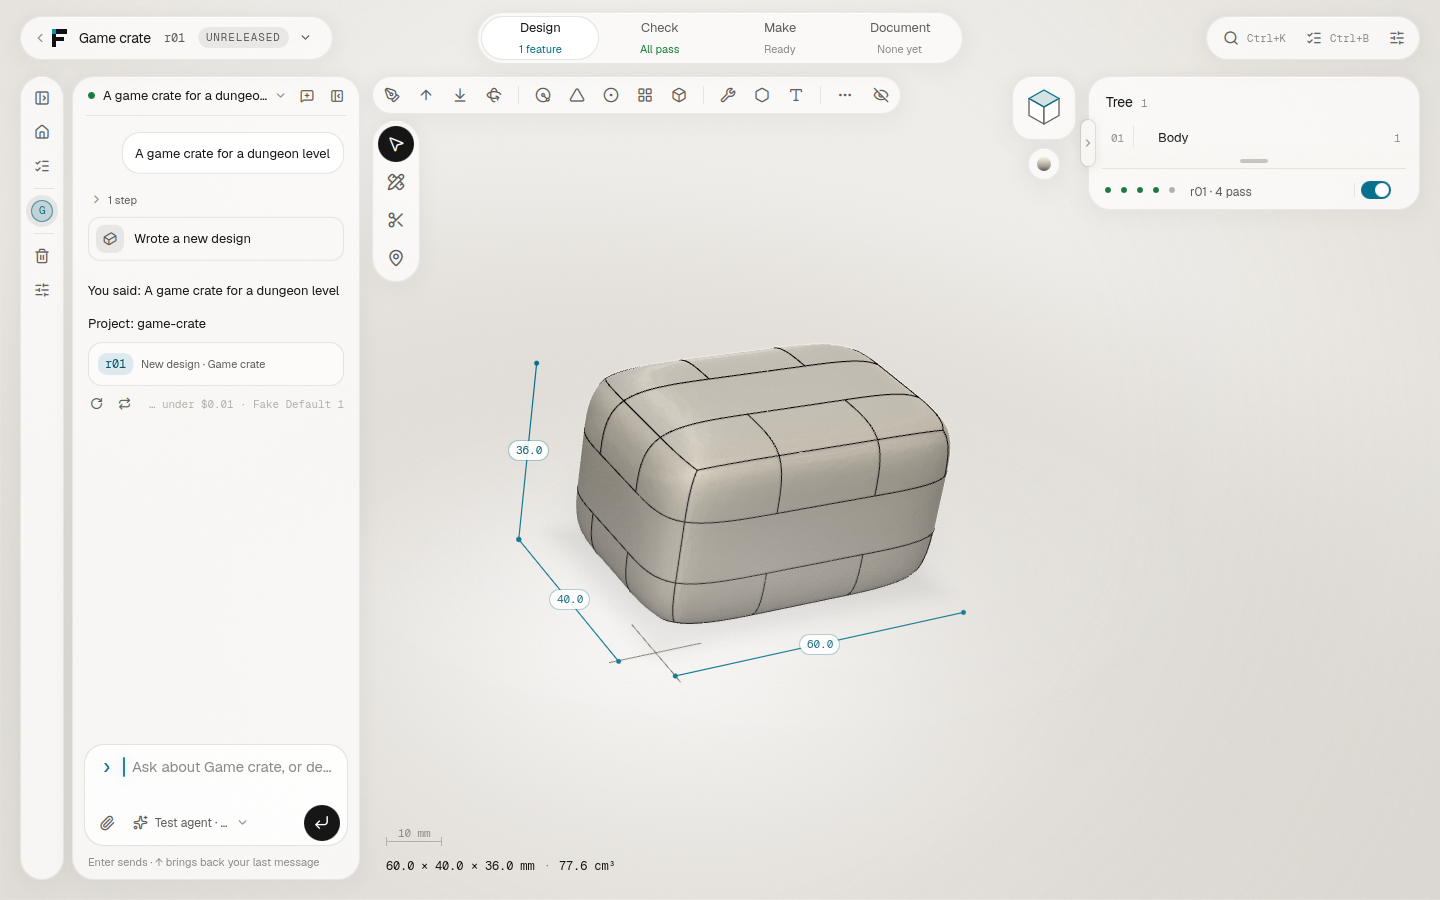 Game crate r01 UNRELEASED
Design
1 feature
Check
All pass
Make
Ready
Document
None yet
Ctrl+K
Ctrl+B
A game crate for a dungeo…
A game crate for a dungeon level
1 step
Wrote a new design
You said: A game crate for a dungeon level
Project: game-crate
r01 New design · Game crate
… under $0.01 · Fake Default 1
G
Ask about Game crate, or de…
Test agent · …
Enter sends · ↑ brings back your last message
Tree 1
01 Body 1
r01 · 4 pass
36.0
40.0
60.0
10 mm
60.0 × 40.0 × 36.0 mm · 77.6 cm³